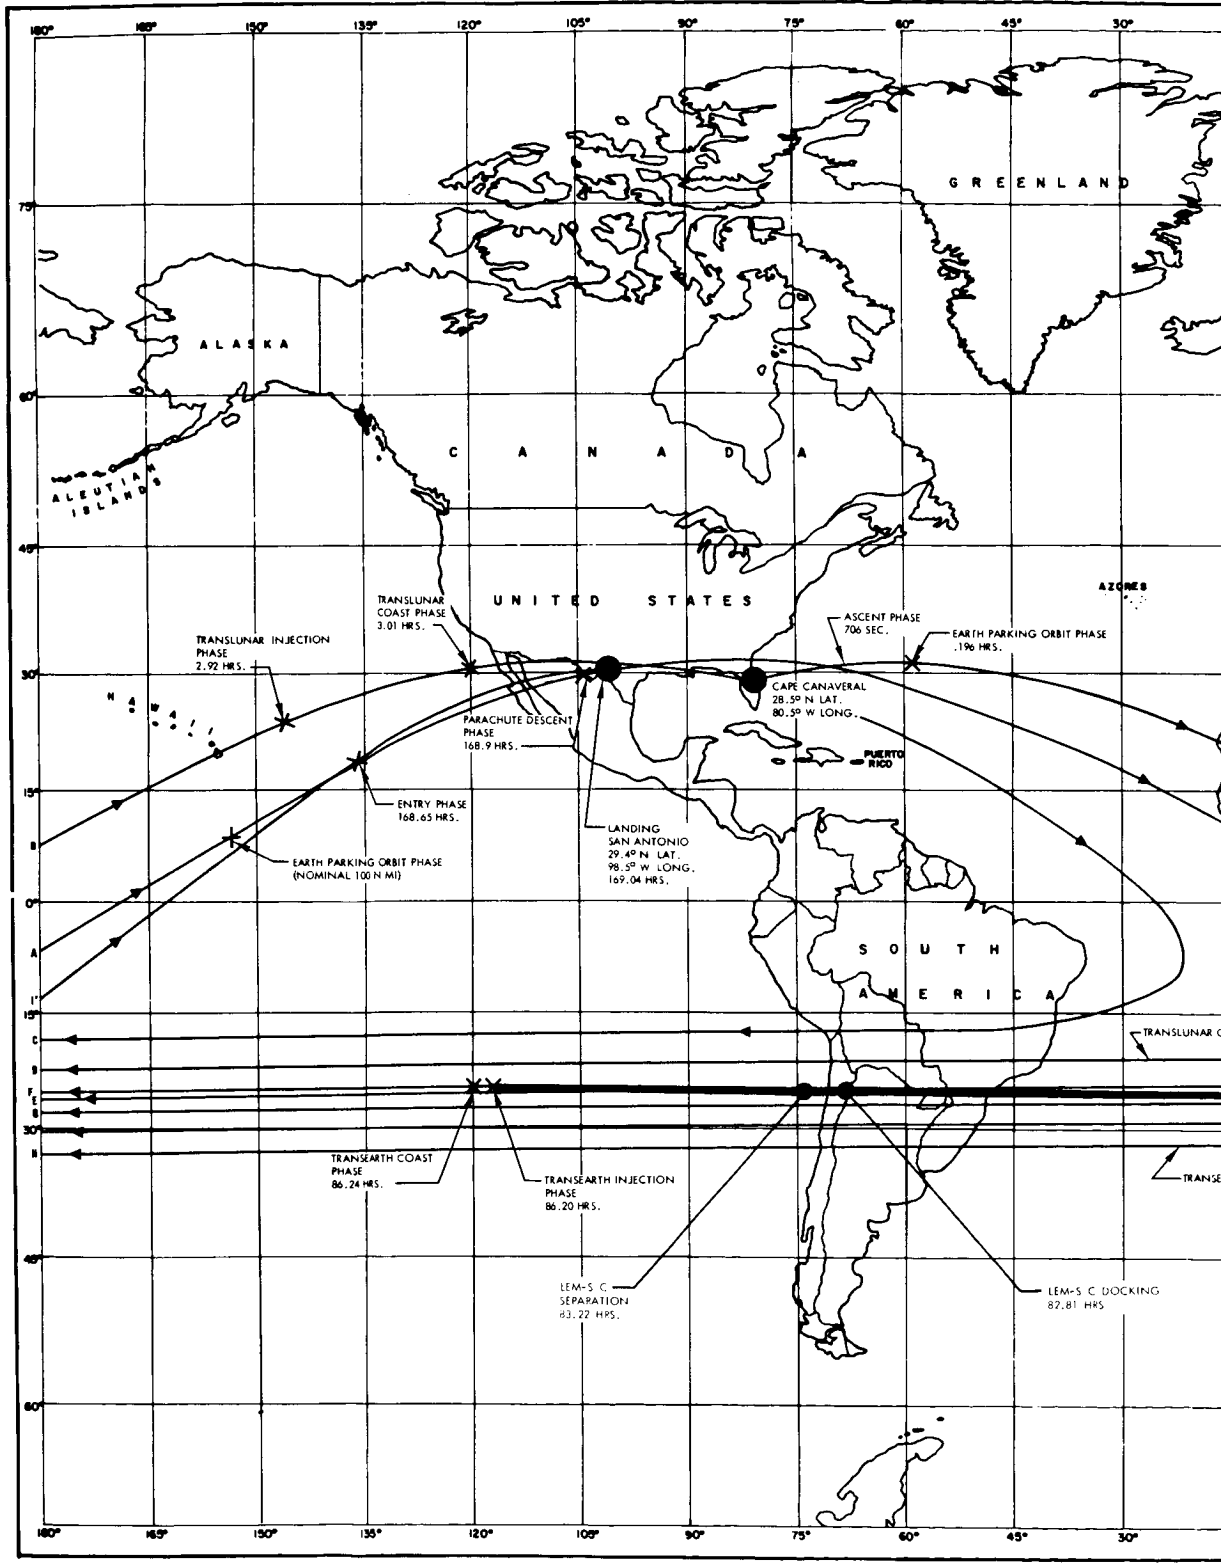 180° 165° 150° 135° 120° 105° 90° 75° 60° 45° 30°
GREENLAND
75°
ALASKA
60°
CANADA
ALEUTIAN
ISLANDS
45°
AZORES
UNITED STATES
TRANSLUNAR
COAST PHASE
3.01 HRS.
ASCENT PHASE
706 SEC.
EARTH PARKING ORBIT PHASE
.196 HRS.
TRANSLUNAR INJECTION
PHASE
2.92 HRS.
30°
HAWAII
CAPE CANAVERAL
28.5° N LAT.
80.5° W LONG.
PARACHUTE DESCENT
PHASE
168.9 HRS.
PUERTO
RICO
15°
ENTRY PHASE
168.65 HRS.
LANDING
SAN ANTONIO
29.4° N LAT.
98.5° W LONG.
169.04 HRS.
B
EARTH PARKING ORBIT PHASE
(NOMINAL 100 N MI)
0°
A
SOUTH
AMERICA
I'
15°
C
TRANSLUNAR C
D
F
E
G
30°
H
TRANSEARTH COAST
PHASE
86.24 HRS.
TRANSEARTH INJECTION
PHASE
86.20 HRS.
TRANSE
45°
LEM-S C
SEPARATION
83.22 HRS.
LEM-S C DOCKING
82.81 HRS
60°
180° 165° 150° 135° 120° 105° 90° 75° 60° 45° 30°